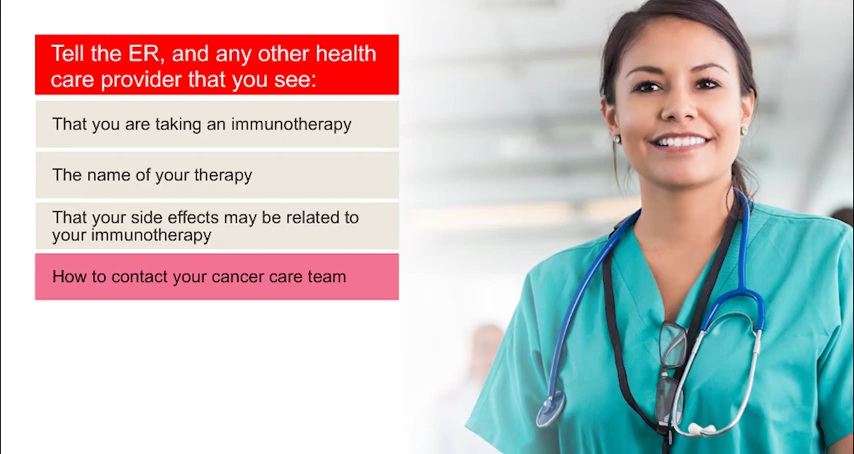 Tell the ER, and any other health
care provider that you see:
That you are taking an immunotherapy
The name of your therapy
That your side effects may be related to
your immunotherapy
How to contact your cancer care team